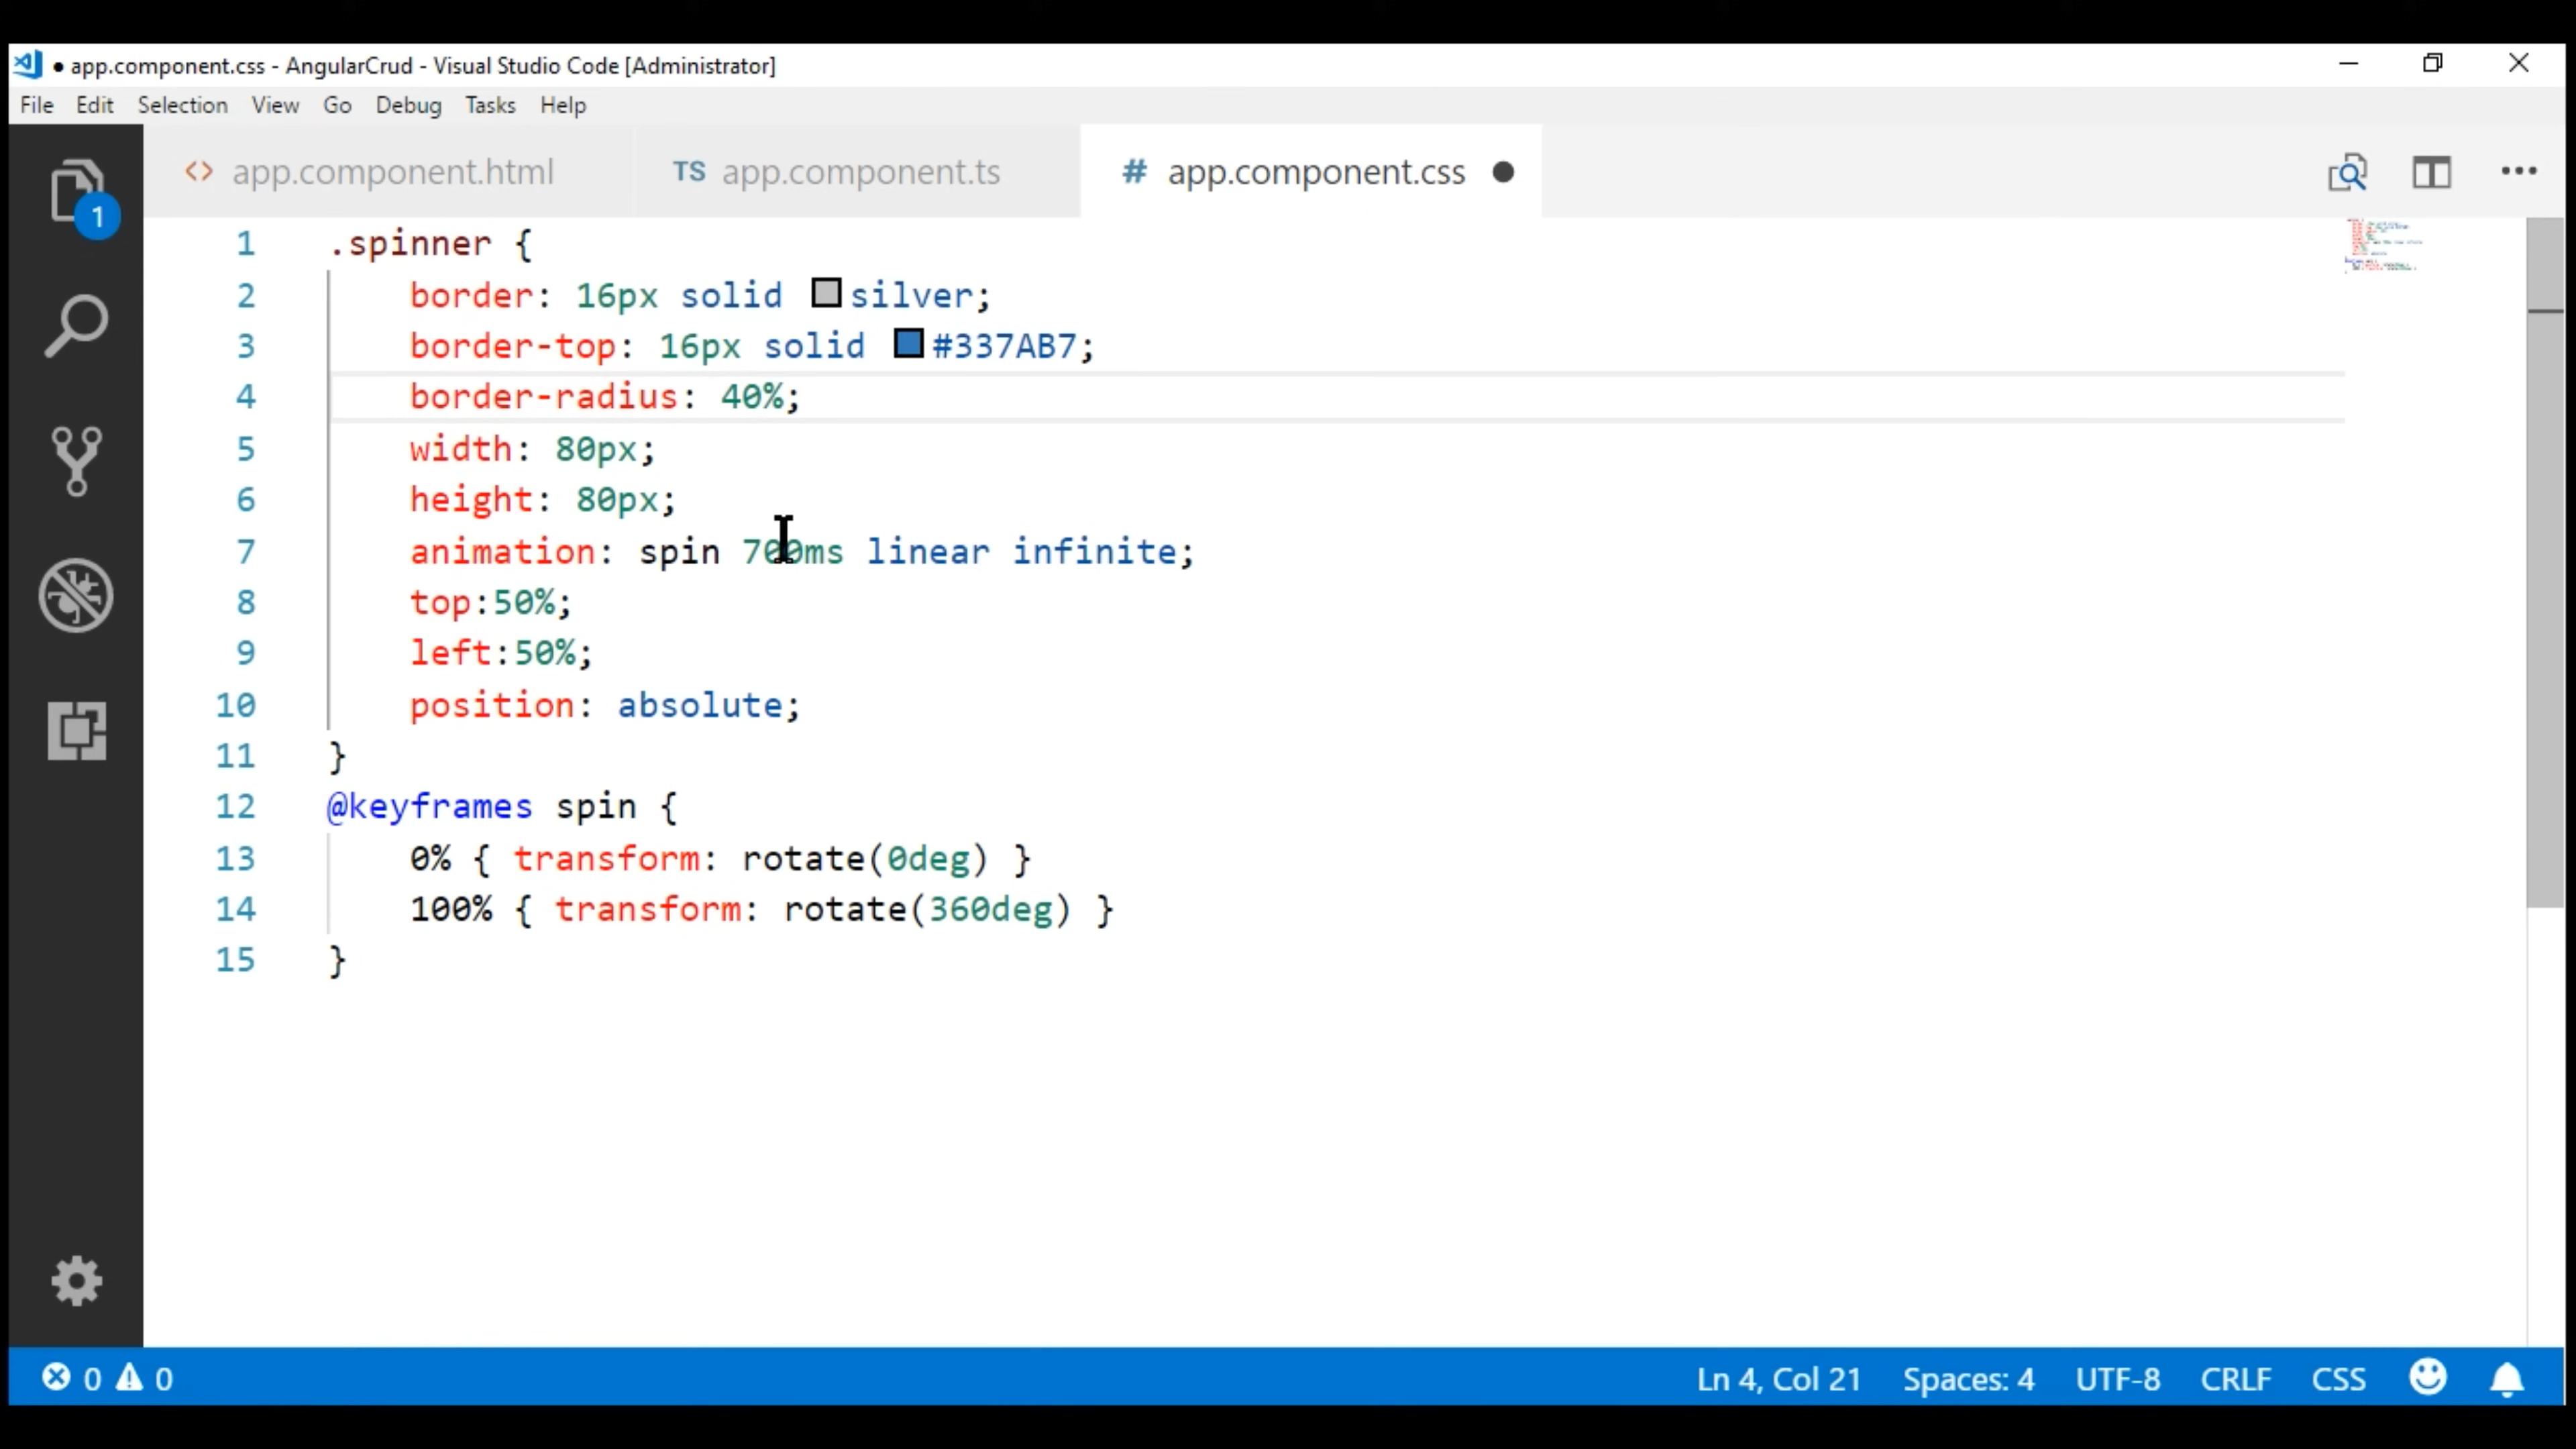 ● app.component.css - AngularCrud - Visual Studio Code [Administrator]
File Edit Selection View Go Debug Tasks Help
<> app.component.html TS app.component.ts # app.component.css ●
1
1 .spinner {
2 border: 16px solid silver;
3 border-top: 16px solid #337AB7;
4 border-radius: 40%;
5 width: 80px;
6 height: 80px;
7 animation: spin 700ms linear infinite;
8 top:50%;
9 left:50%;
10 position: absolute;
11 }
12 @keyframes spin {
13 0% { transform: rotate(0deg) }
14 100% { transform: rotate(360deg) }
15 }
0 0 Ln 4, Col 21 Spaces: 4 UTF-8 CRLF CSS